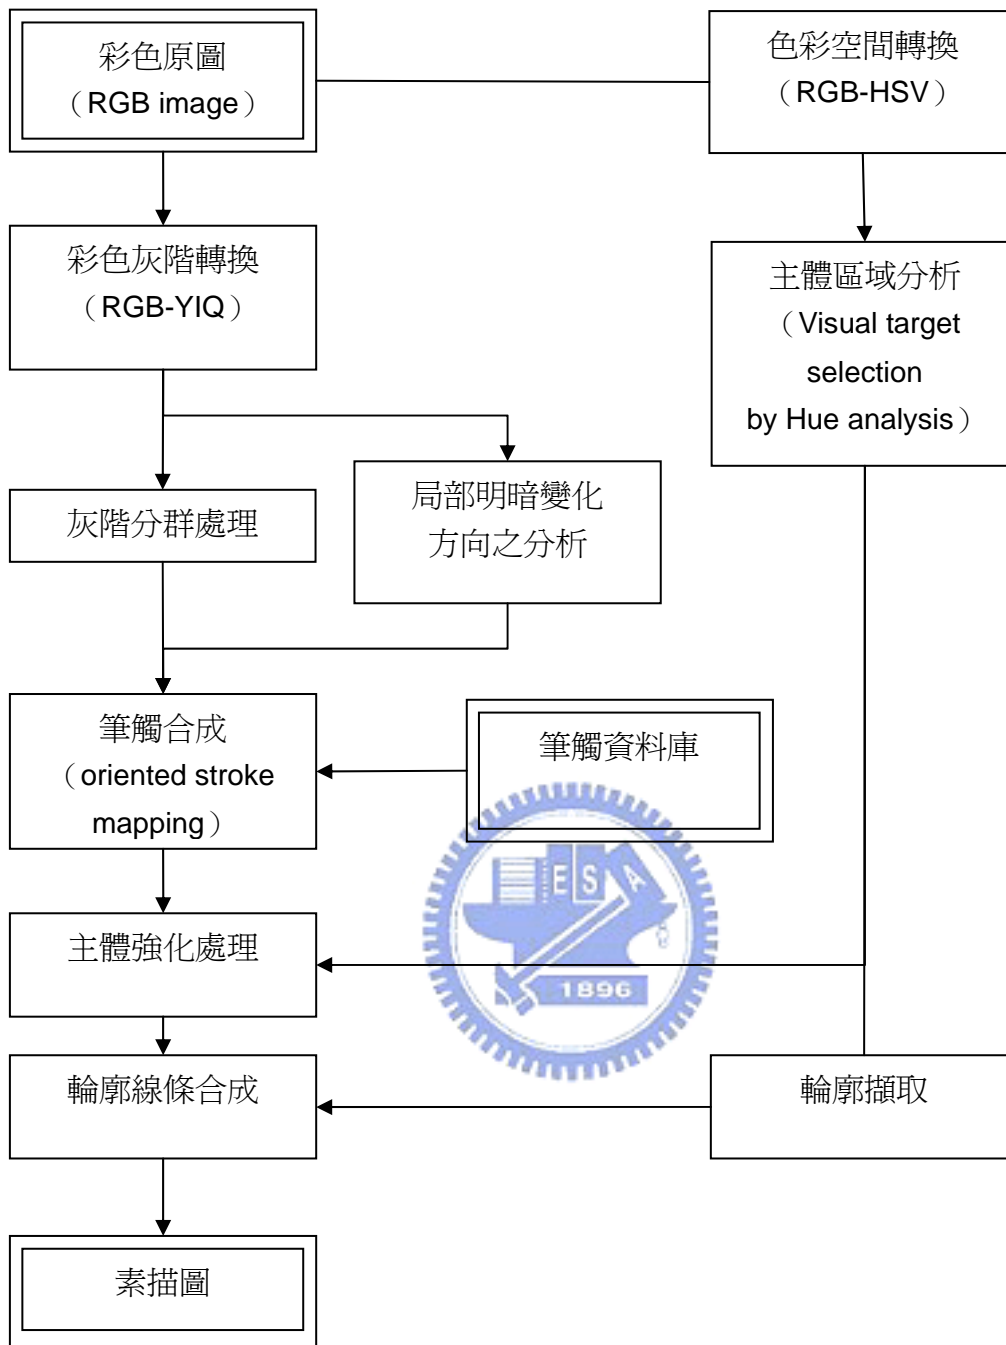 彩色原圖
（RGB image）
色彩空間轉換
（RGB-HSV）
彩色灰階轉換
（RGB-YIQ）
主體區域分析
（Visual target
selection
by Hue analysis）
灰階分群處理
局部明暗變化
方向之分析
筆觸合成
（oriented stroke
mapping）
筆觸資料庫
ESA
1896
主體強化處理
輪廓線條合成
輪廓擷取
素描圖